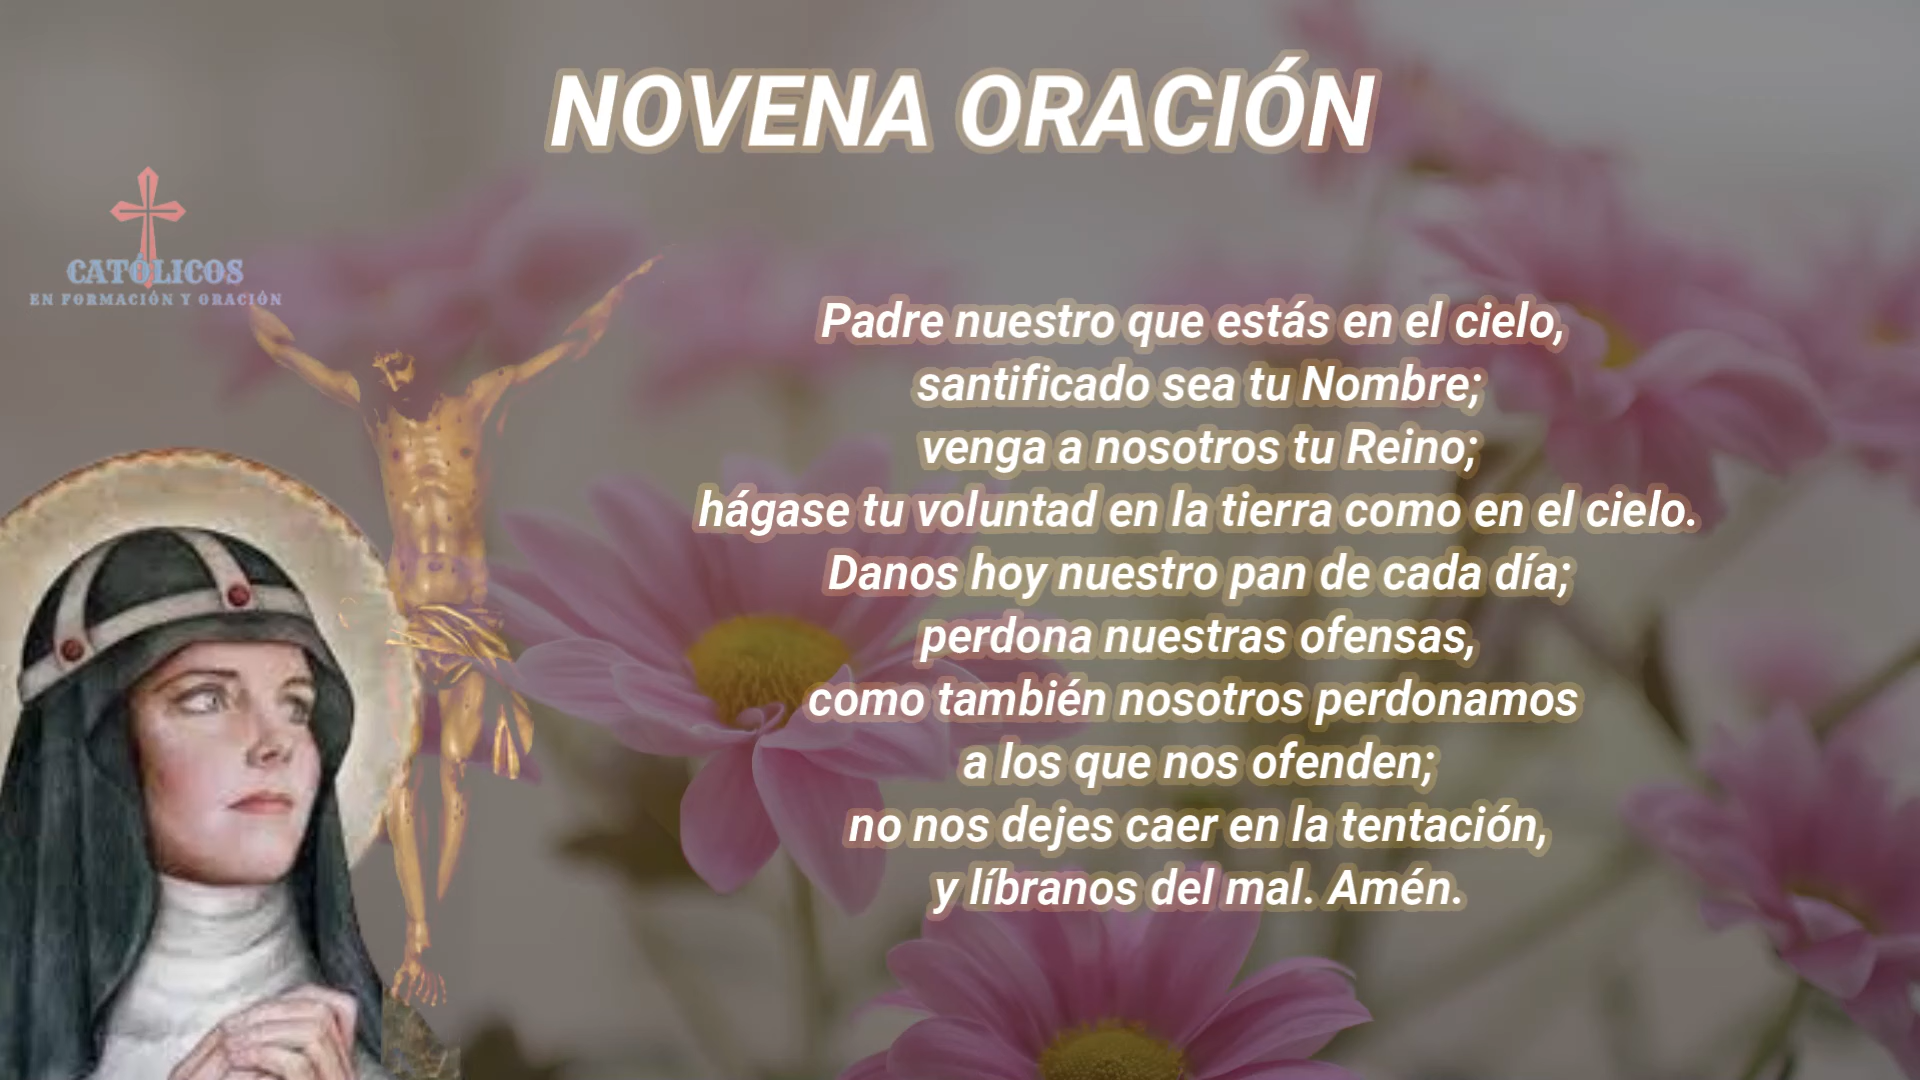 NOVENA ORACIÓN
CATÓLICOS
EN FORMACIÓN Y ORACIÓN
Padre nuestro que estás en el cielo,
santificado sea tu Nombre;
venga a nosotros tu Reino;
hágase tu voluntad en la tierra como en el cielo.
Danos hoy nuestro pan de cada día;
perdona nuestras ofensas,
como también nosotros perdonamos
a los que nos ofenden;
no nos dejes caer en la tentación,
y líbranos del mal. Amén.